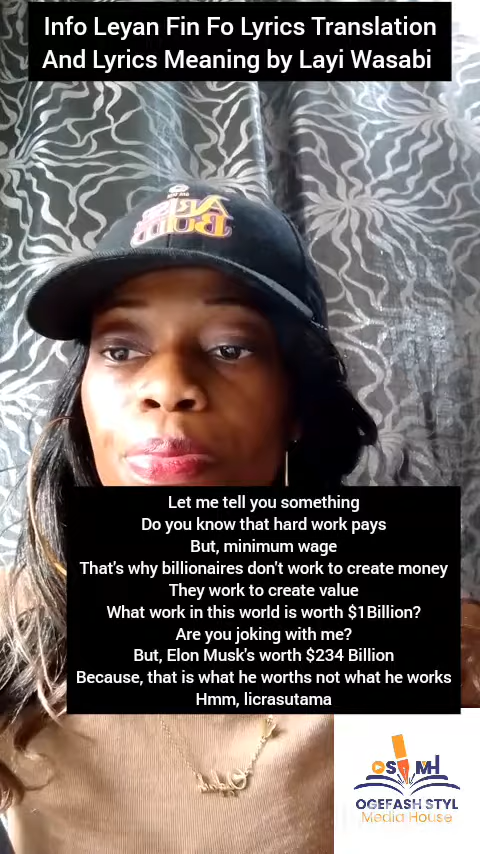 Info Leyan Fin Fo Lyrics Translation
And Lyrics Meaning by Layi Wasabi
ARISE
BUILD
Let me tell you something
Do you know that hard work pays
But, minimum wage
That's why billionaires don't work to create money
They work to create value
What work in this world is worth $1Billion?
Are you joking with me?
But, Elon Musk's worth $234 Billion
Because, that is what he worths not what he works
Hmm, licrasutama
OSMH
OGEFASH STYL
Media House